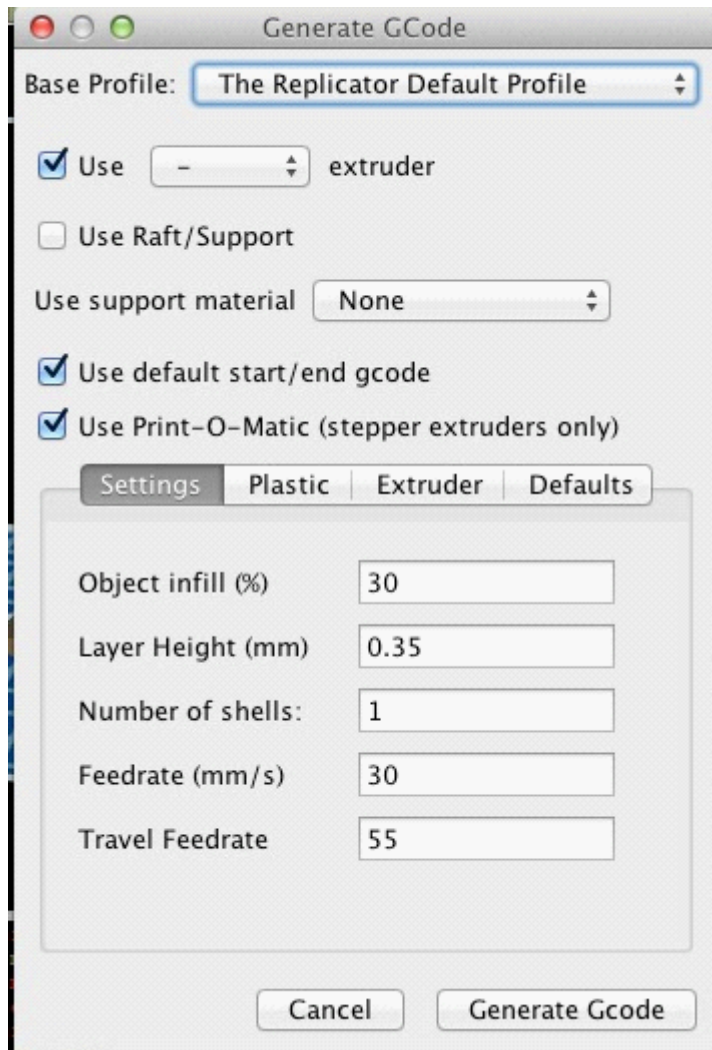 Generate GCode
Base Profile: The Replicator Default Profile
Use - extruder
Use Raft/Support
Use support material None
Use default start/end gcode
Use Print-O-Matic (stepper extruders only)
Settings Plastic Extruder Defaults
Object infill (%) 30
Layer Height (mm) 0.35
Number of shells: 1
Feedrate (mm/s) 30
Travel Feedrate 55
Cancel Generate Gcode